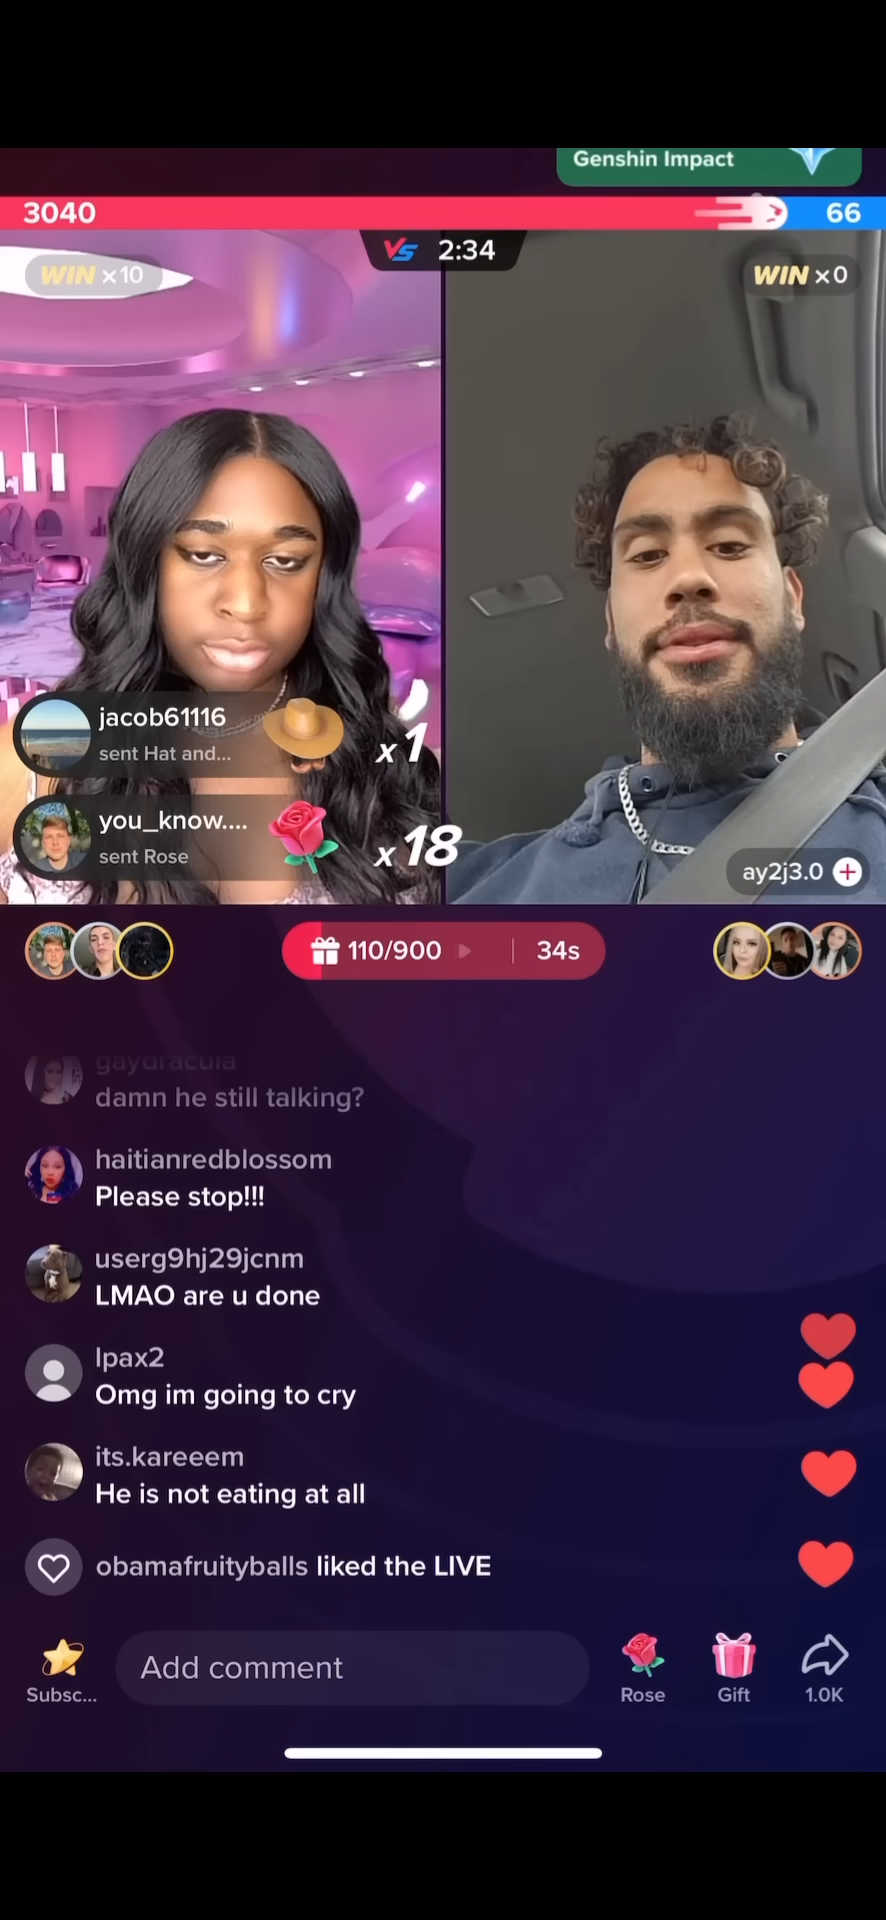 Genshin Impact
3040
66
VS 2:34
WIN x10
WIN x0
jacob61116
sent Hat and...
x1
you_know....
sent Rose
x18
ay2j3.0
110/900
34s
gaydracula
damn he still talking?
haitianredblossom
Please stop!!!
userg9hj29jcnm
LMAO are u done
lpax2
Omg im going to cry
its.kareeem
He is not eating at all
obamafruityballs liked the LIVE
Subsc...
Add comment
Rose
Gift
1.0K